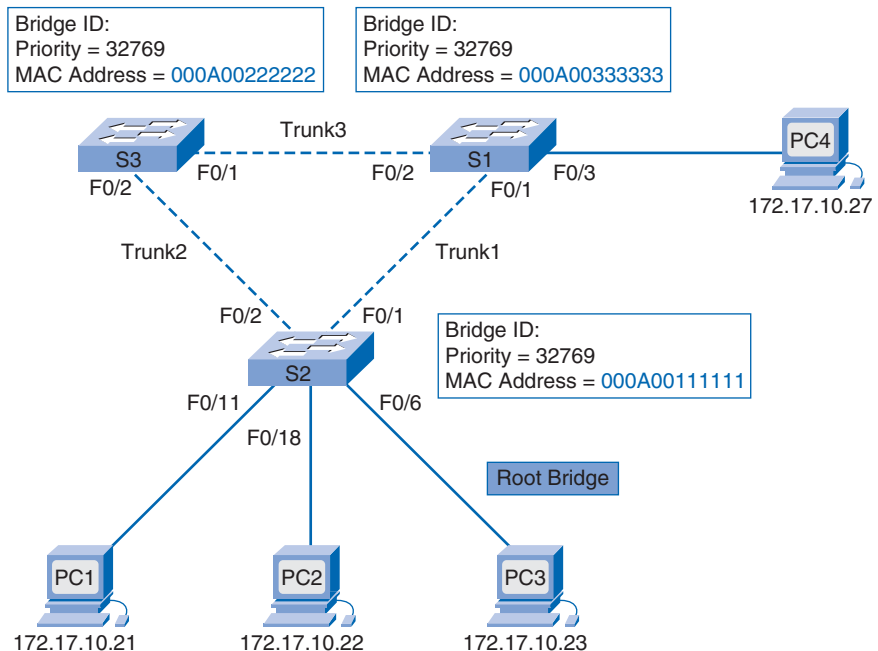 Bridge ID:
Priority = 32769
MAC Address = 000A00222222
Bridge ID:
Priority = 32769
MAC Address = 000A00333333
Trunk3
S3
S1
PC4
F0/2
F0/1
F0/2
F0/1
F0/3
172.17.10.27
Trunk2
Trunk1
F0/2
F0/1
Bridge ID:
Priority = 32769
MAC Address = 000A00111111
S2
F0/11
F0/6
F0/18
Root Bridge
PC1
PC2
PC3
172.17.10.21
172.17.10.22
172.17.10.23